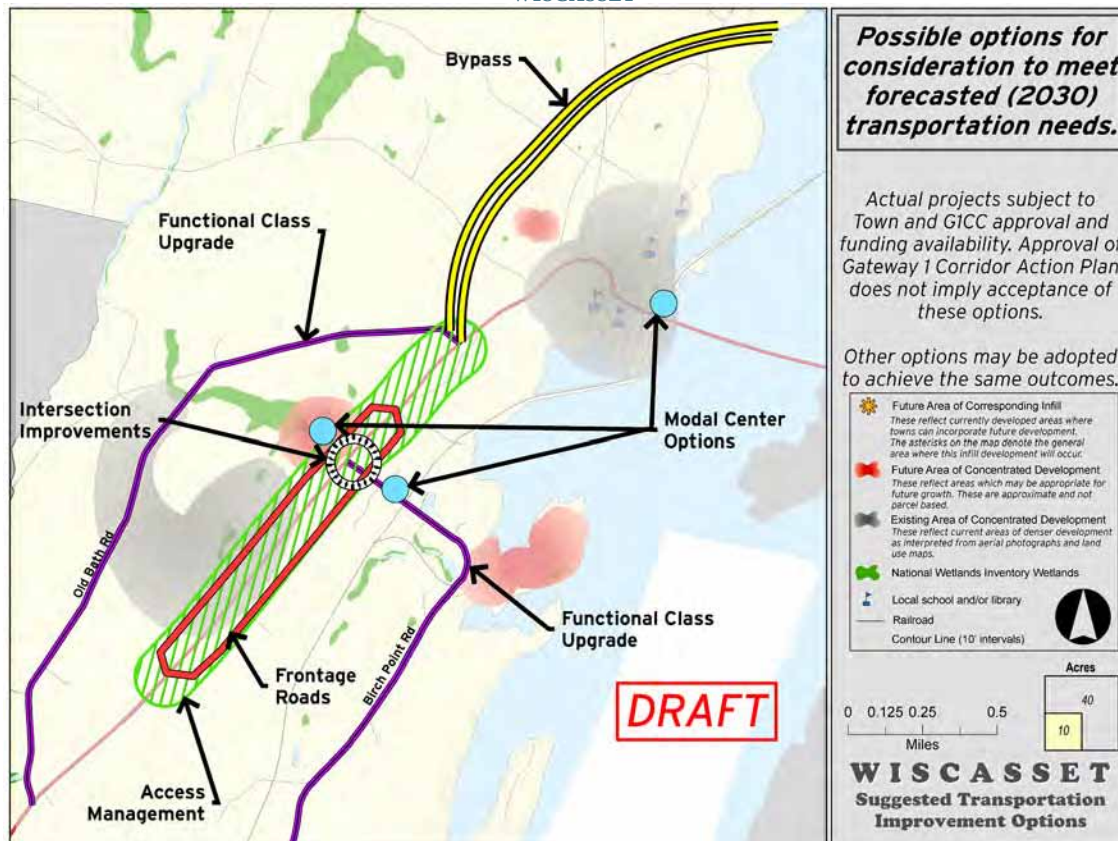 WISCASSET
Bypass
Functional Class
Upgrade
Intersection
Improvements
Modal Center
Options
Old Bath Rd
Birch Point Rd
Functional Class
Upgrade
Frontage
Roads
Access
Management
DRAFT
Possible options for
consideration to meet
forecasted (2030)
transportation needs.
Actual projects subject to
Town and G1CC approval and
funding availability. Approval of
Gateway 1 Corridor Action Plan
does not imply acceptance of
these options.
Other options may be adopted
to achieve the same outcomes.
Future Area of Corresponding Infill
These reflect currently developed areas where
towns can incorporate future development.
The asterisks on the map denote the general
area where this infill development will occur.
Future Area of Concentrated Development
These reflect areas which may be appropriate for
future growth. These are approximate and not
parcel based.
Existing Area of Concentrated Development
These reflect current areas of denser development
as interpreted from aerial photographs and land
use maps.
National Wetlands Inventory Wetlands
Local school and/or library
Railroad
Contour Line (10' intervals)
Acres
40
10
0 0.125 0.25 0.5
Miles
WISCASSET
Suggested Transportation
Improvement Options